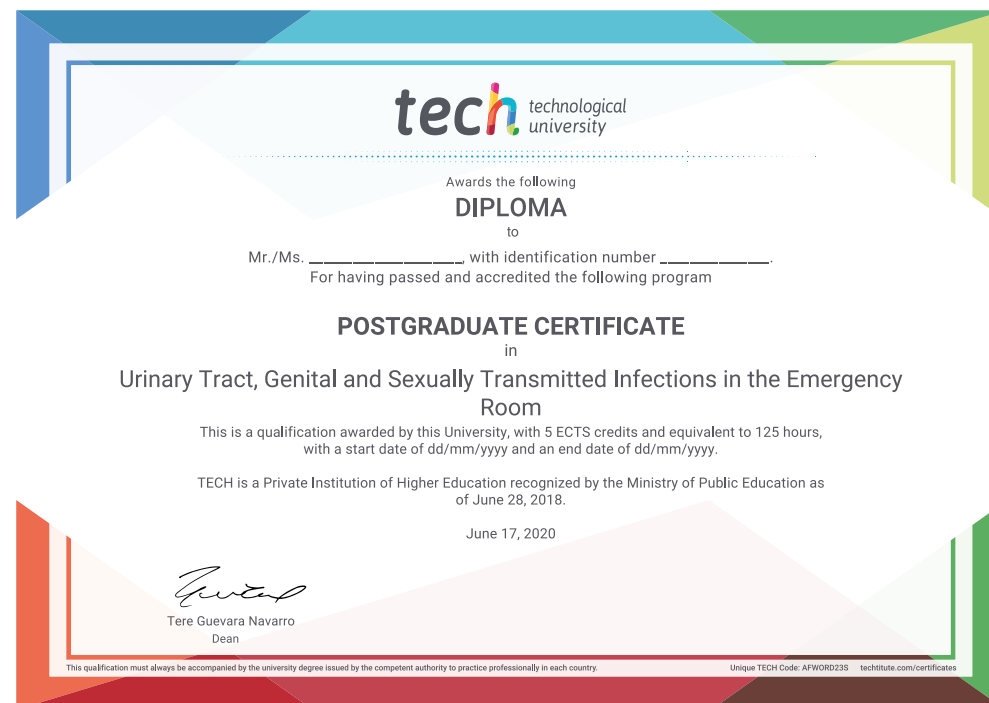 tech technological
university
Awards the following
DIPLOMA
to
Mr./Ms. ____________________, with identification number ______________.
For having passed and accredited the following program
POSTGRADUATE CERTIFICATE
in
Urinary Tract, Genital and Sexually Transmitted Infections in the Emergency
Room
This is a qualification awarded by this University, with 5 ECTS credits and equivalent to 125 hours,
with a start date of dd/mm/yyyy and an end date of dd/mm/yyyy.
TECH is a Private Institution of Higher Education recognized by the Ministry of Public Education as
of June 28, 2018.
June 17, 2020
Tere Guevara Navarro
Dean
This qualification must always be accompanied by the university degree issued by the competent authority to practice professionally in each country. Unique TECH Code: AFWORD23S techtitute.com/certificates